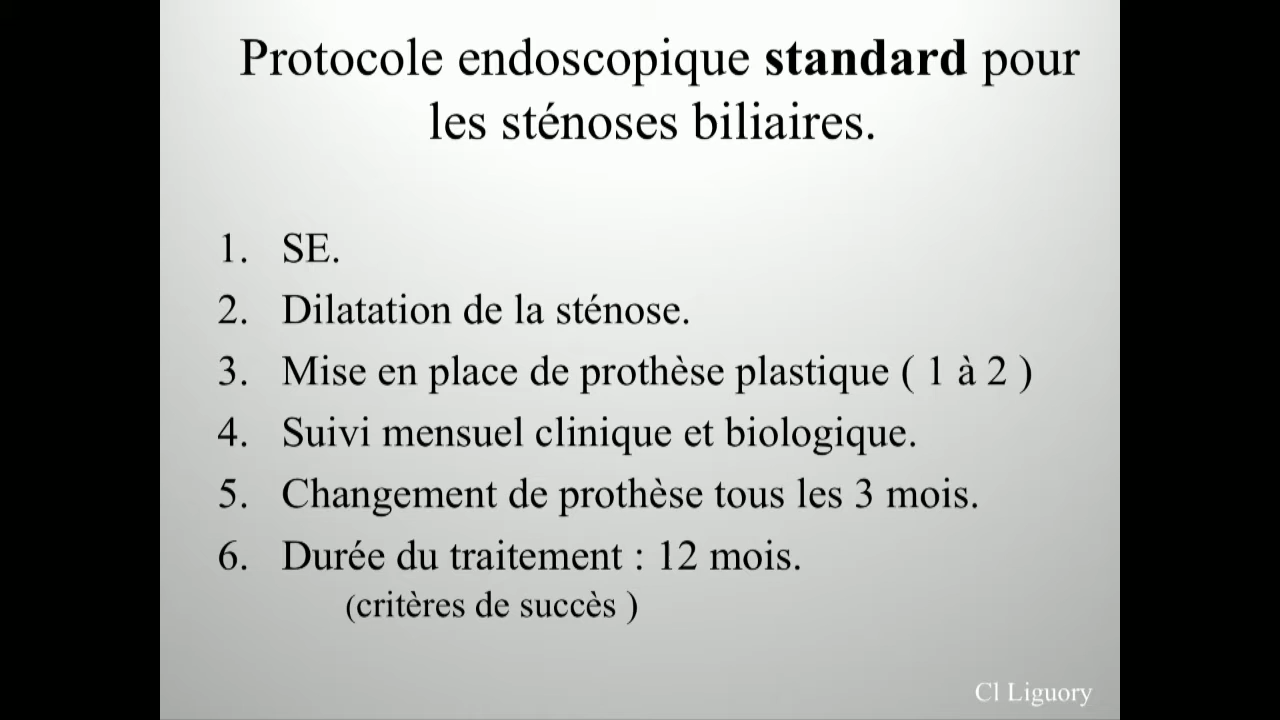 Protocole endoscopique standard pour
les sténoses biliaires.
1. SE.
2. Dilatation de la sténose.
3. Mise en place de prothèse plastique ( 1 à 2 )
4. Suivi mensuel clinique et biologique.
5. Changement de prothèse tous les 3 mois.
6. Durée du traitement : 12 mois.
(critères de succès )
Cl Liguory